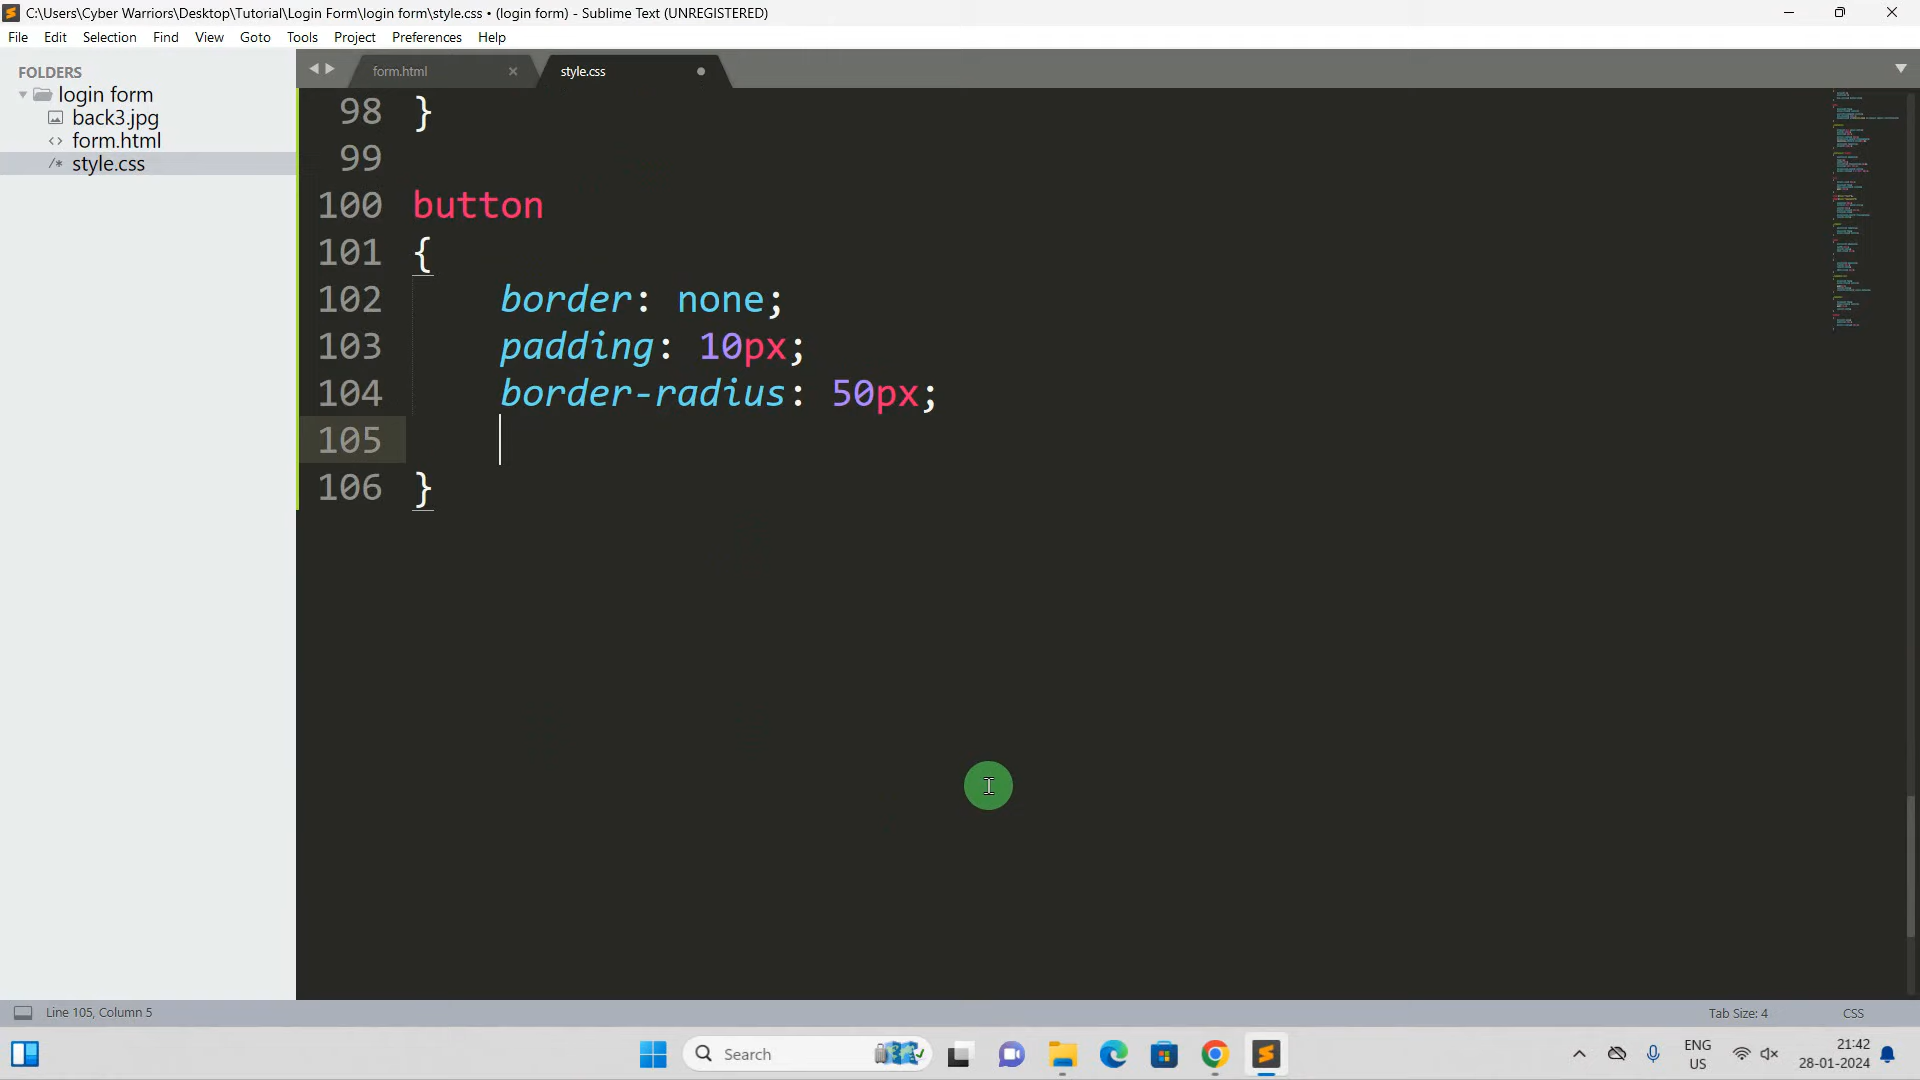 C:\Users\Cyber Warriors\Desktop\Tutorial\Login Form\login form\style.css • (login form) - Sublime Text (UNREGISTERED)
File Edit Selection Find View Goto Tools Project Preferences Help
FOLDERS
login form
back3.jpg
<> form.html
/* style.css
form.html
style.css
98 }
99
100 button
101 {
102 border: none;
103 padding: 10px;
104 border-radius: 50px;
105
106 }
Line 105, Column 5
Tab Size: 4
CSS
Search
ENG
US
21:42
28-01-2024